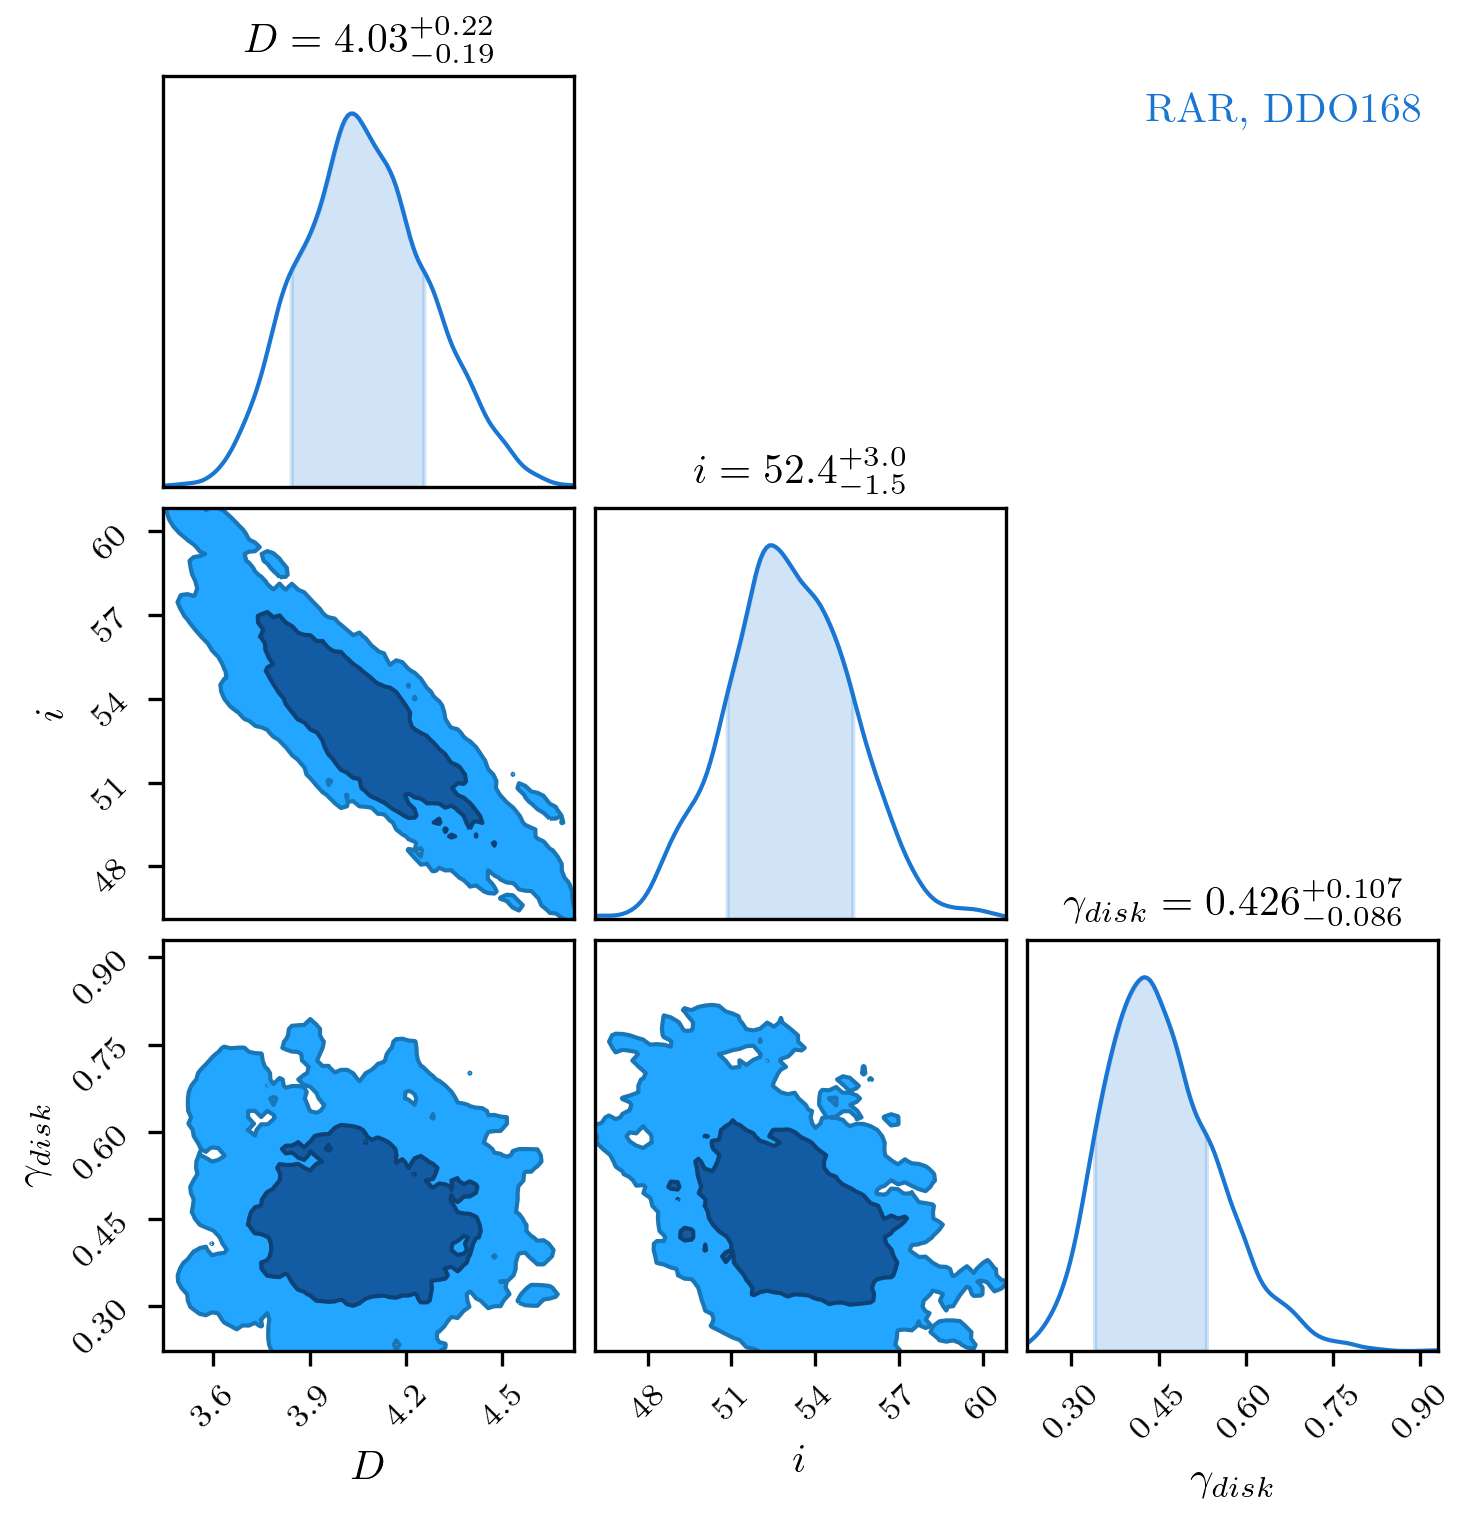 D = 4.03^{+0.22}_{-0.19}
RAR, DDO168
i = 52.4^{+3.0}_{-1.5}
60
57
54
51
48
i
γ_{disk} = 0.426^{+0.107}_{-0.086}
0.90
0.75
0.60
0.45
0.30
γ_{disk}
3.6 3.9 4.2 4.5
48 51 54 57 60
0.30 0.45 0.60 0.75 0.90
D
i
γ_{disk}